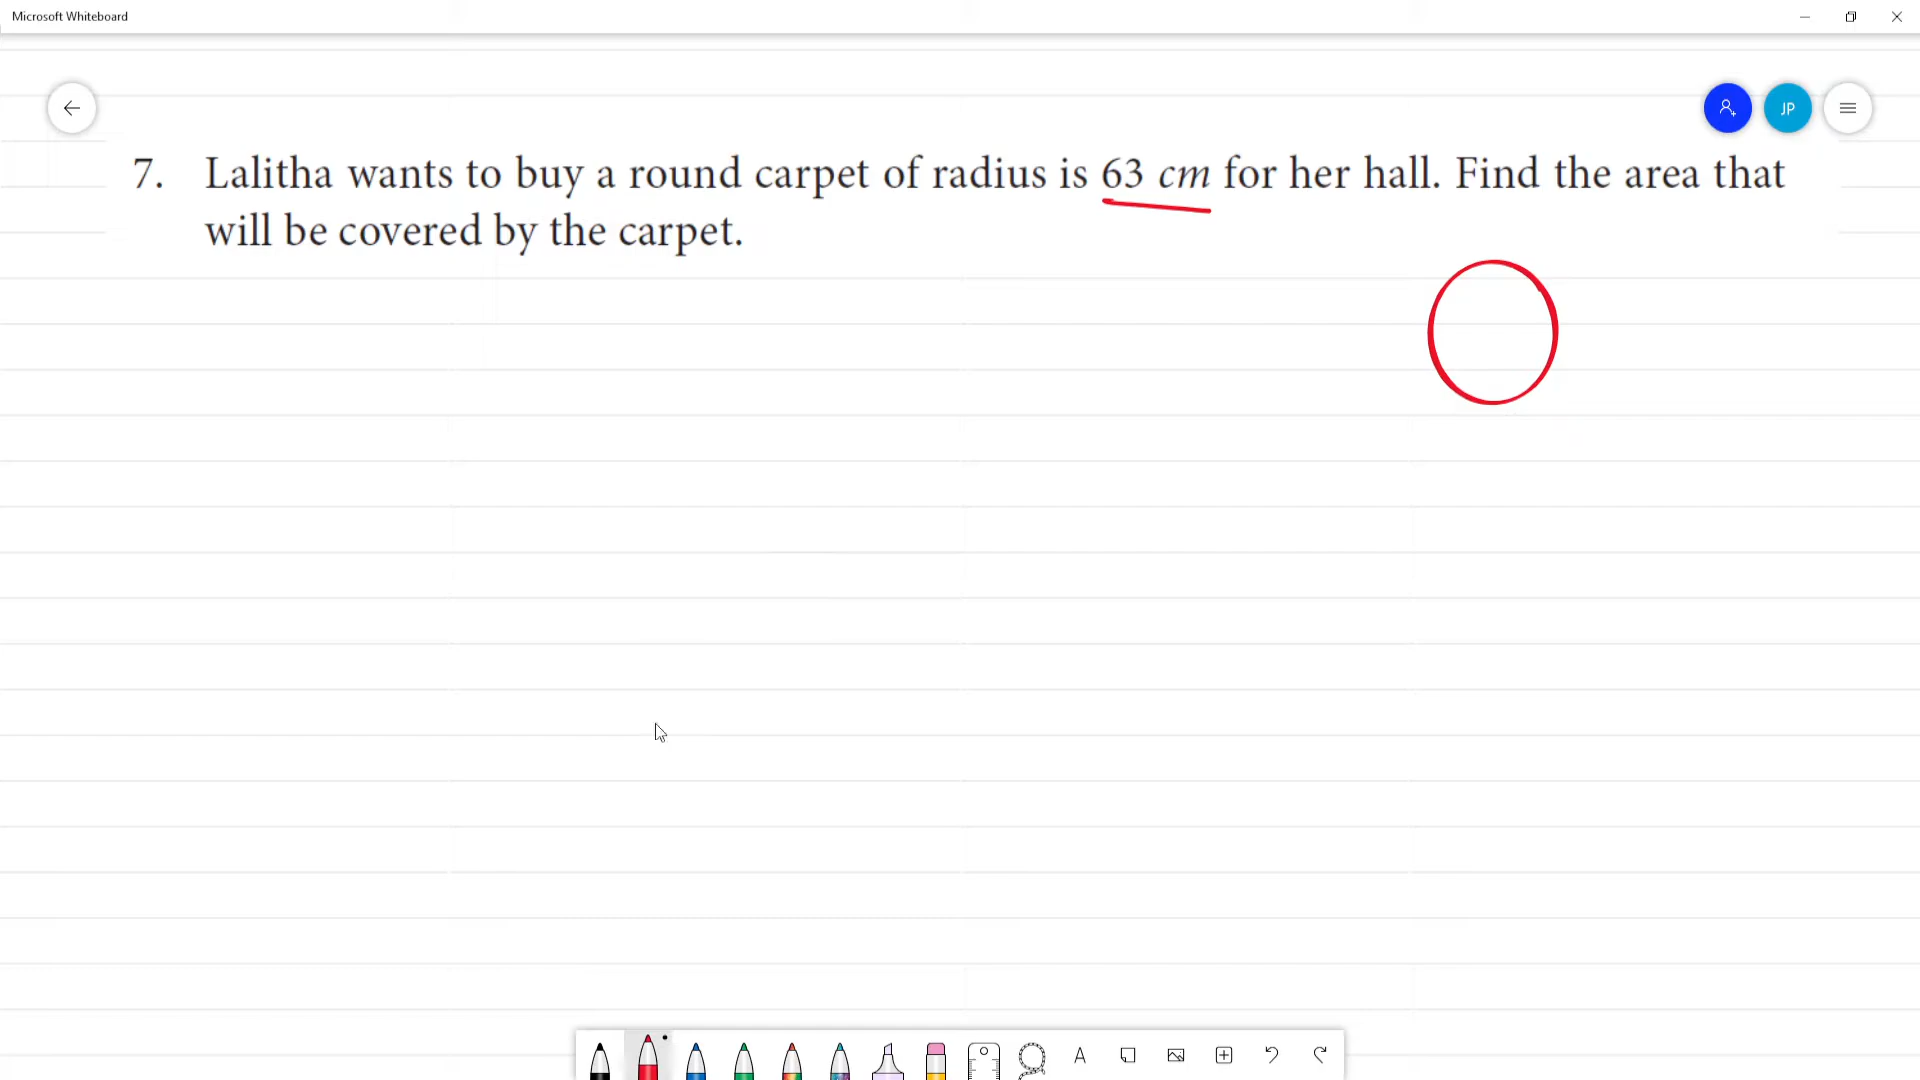 Microsoft Whiteboard
JP
7. Lalitha wants to buy a round carpet of radius is 63 cm for her hall. Find the area that
will be covered by the carpet.
A